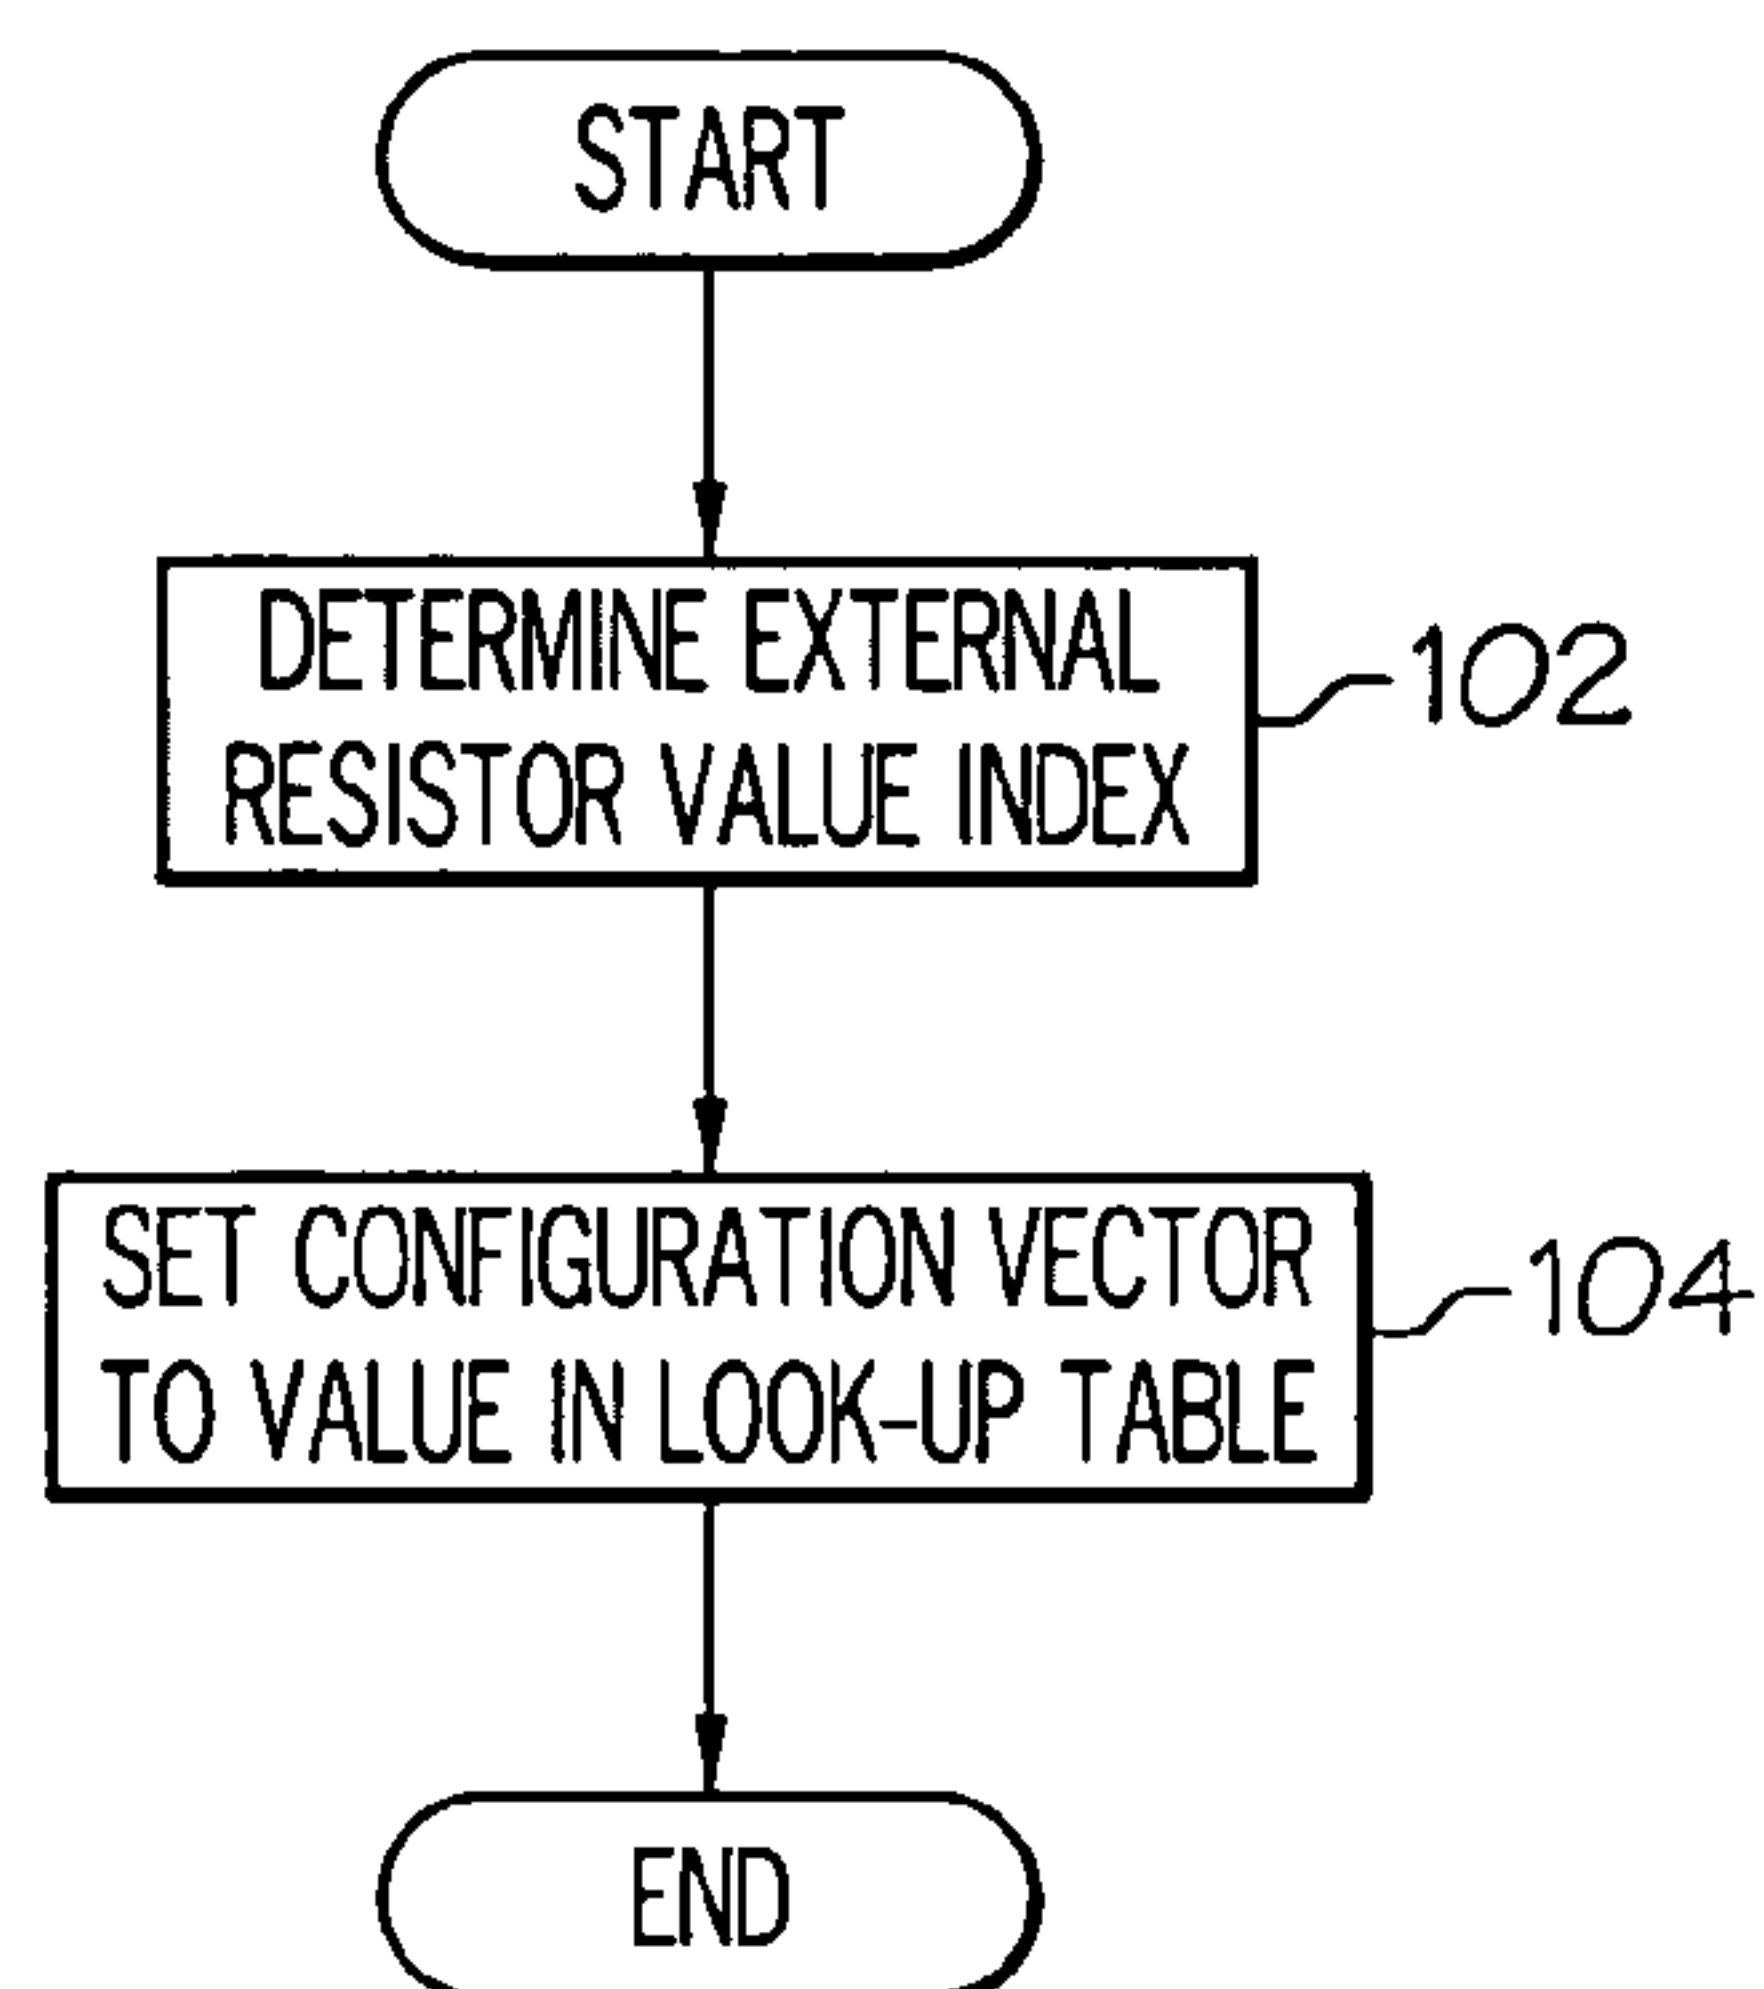 START
DETERMINE EXTERNAL
RESISTOR VALUE INDEX
102
SET CONFIGURATION VECTOR
TO VALUE IN LOOK-UP TABLE
104
END